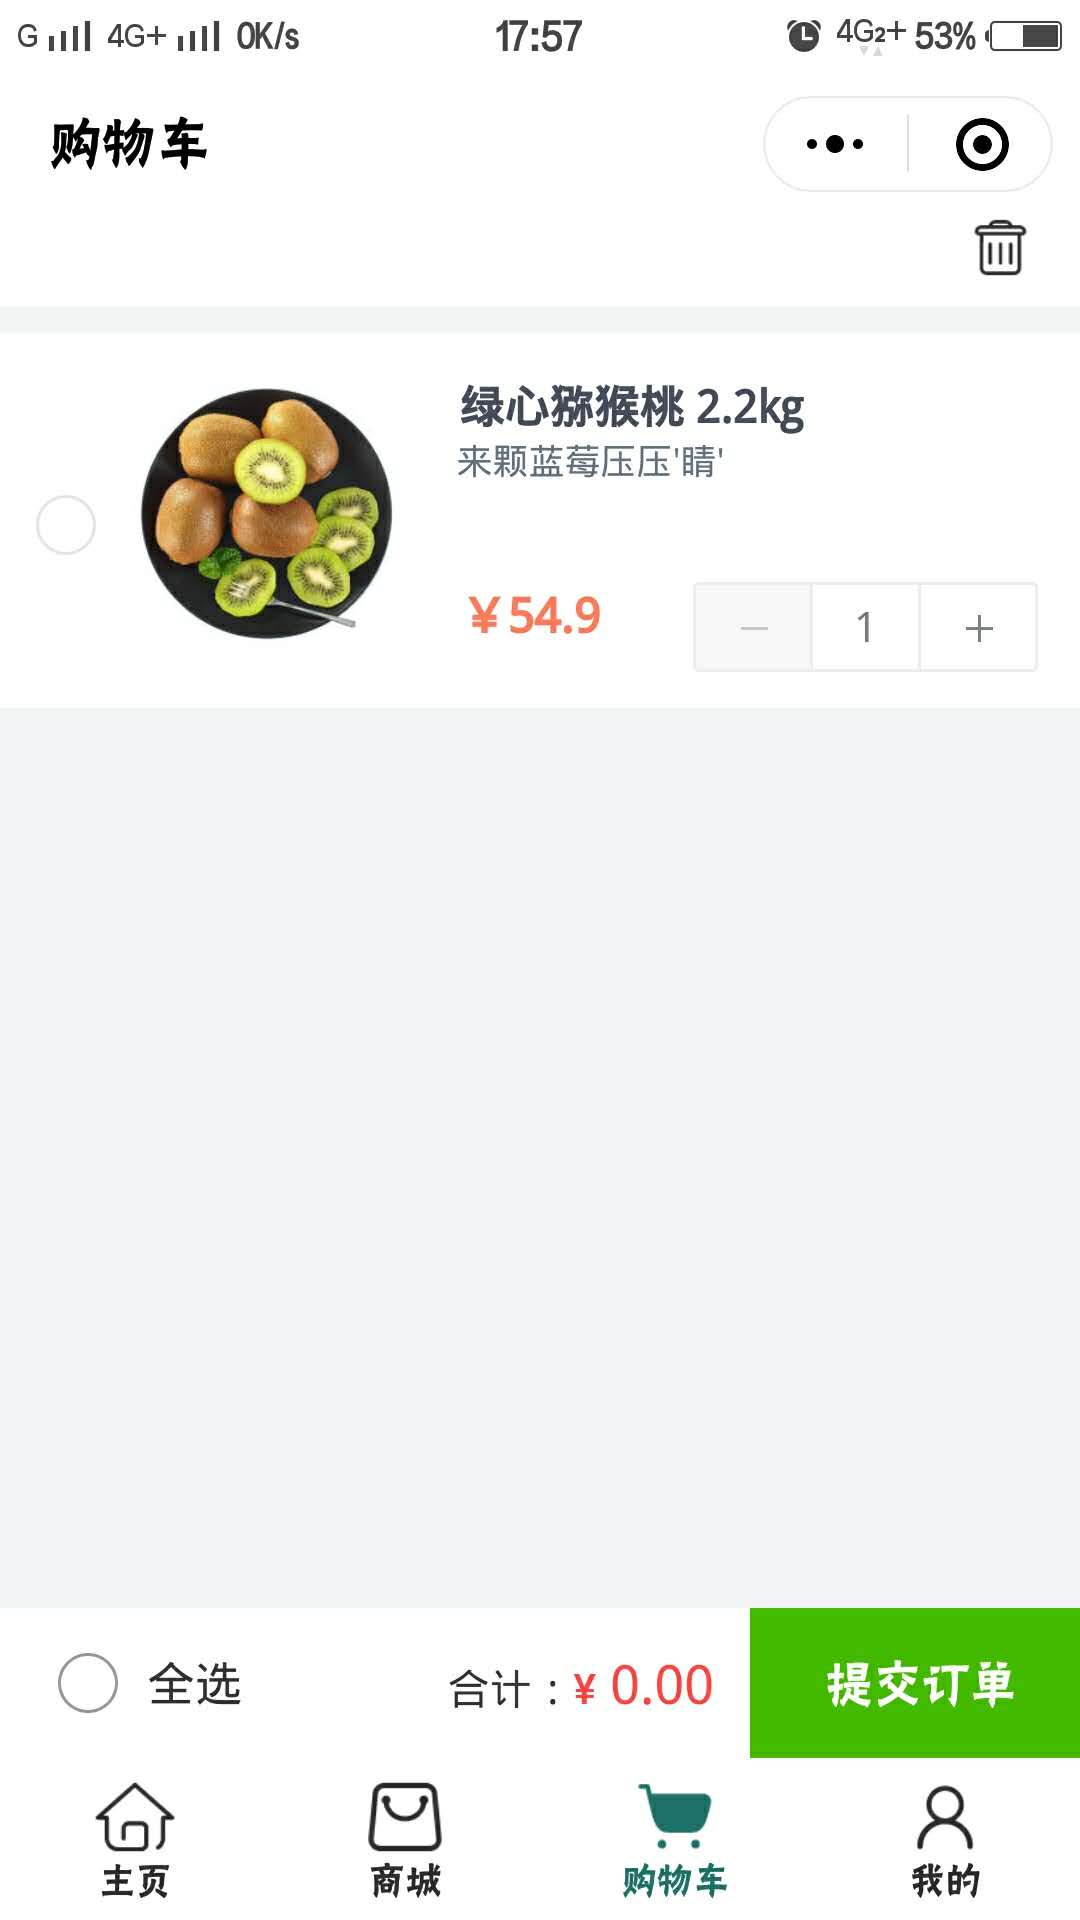 G 4G+ 0K/s 17:57 4G2+ 53%
购物车
绿心猕猴桃 2.2kg
来颗蓝莓压压'睛'
¥54.9 － 1 ＋
全选 合计：¥ 0.00 提交订单
主页 商城 购物车 我的